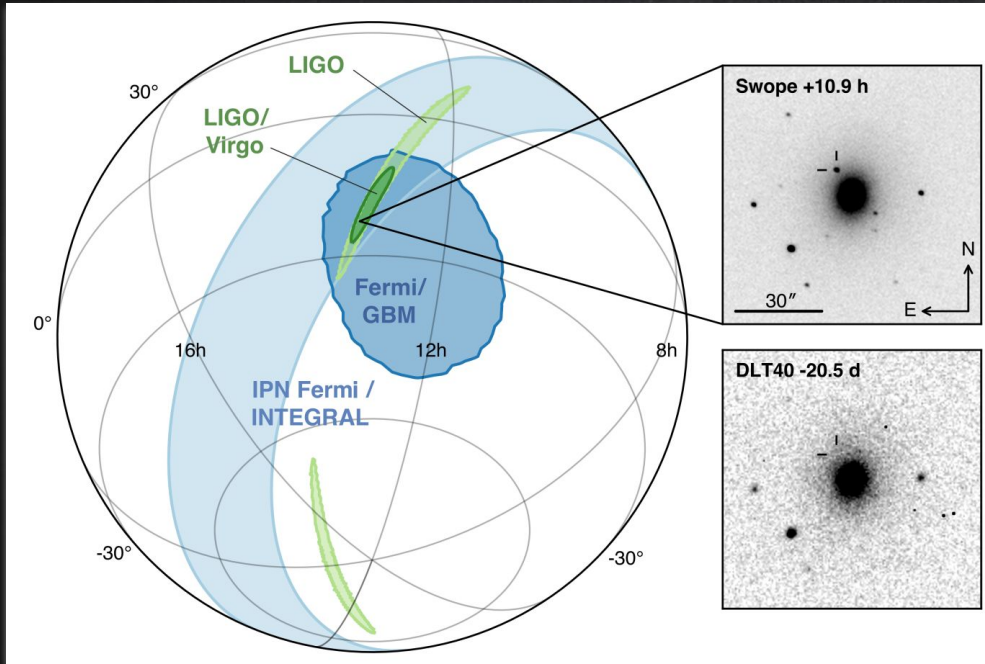 LIGO
LIGO/
Virgo
30°
0°
16h
12h
8h
Fermi/
GBM
IPN Fermi /
INTEGRAL
-30°
-30°
Swope +10.9 h
30″
N
E
DLT40 -20.5 d